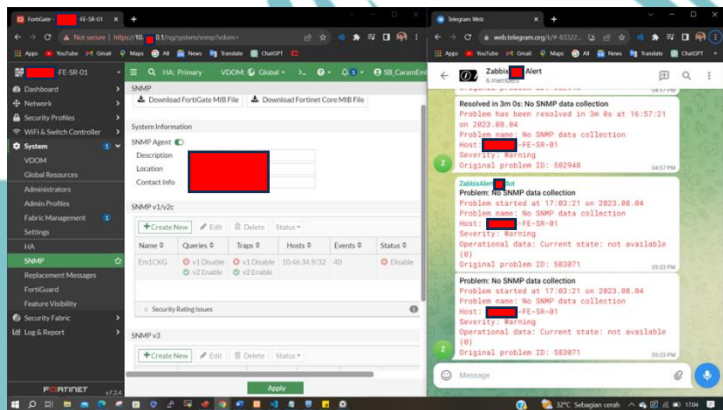 FortiGate -
-FE-SR-01
Telegram Web
Not secure
https://10.
0.1/ng/system/snmp?vdom=
web.telegram.org/k/#-83322...
Apps
YouTube
Gmail
Maps
All
News
Translate
ChatGPT
Apps
YouTube
Gmail
Maps
All
News
Translate
ChatGPT
-FE-SR-01
HA: Primary
VDOM:
Global
Zabbix
Alert
6 members
Dashboard
Network
Security Profiles
WiFi & Switch Controller
System
1
VDOM
Global Resources
Administrators
Admin Profiles
Fabric Management
1
Settings
HA
SNMP
Replacement Messages
FortiGuard
Feature Visibility
Security Fabric
Log & Report
FORTINET
v7.2.4
SNMP
Download FortiGate MIB File
Download Fortinet Core MIB File
System Information
SNMP Agent
Description
Location
Contact Info
SNMP v1/v2c
Create New
Edit
Delete
Status
Name
Queries
Traps
Hosts
Events
Status
v1 Disable
v1 Disable
10.46.34.9/32
40
Disable
v2 Enable
v2 Enable
Security Rating Issues
SNMP v3
Create New
Edit
Delete
Status
Apply
Resolved in 3m 0s: No SNMP data collection
Problem has been resolved in 3m 0s at 16:57:21
on 2023.08.04
Problem name: No SNMP data collection
Host:
-FE-SR-01
Severity: Warning
Original problem ID: 582948
04:57 PM
ZabbixAlert
Bot
Problem: No SNMP data collection
Problem started at 17:03:21 on 2023.08.04
Problem name: No SNMP data collection
Host:
-FE-SR-01
Severity: Warning
Operational data: Current state: not available
(0)
Original problem ID: 583071
05:03 PM
Problem: No SNMP data collection
Problem started at 17:03:21 on 2023.08.04
Problem name: No SNMP data collection
Host:
-FE-SR-01
Severity: Warning
Operational data: Current state: not available
(0)
Original problem ID: 583071
05:03 PM
Message
32°C Sebagian cerah
1704